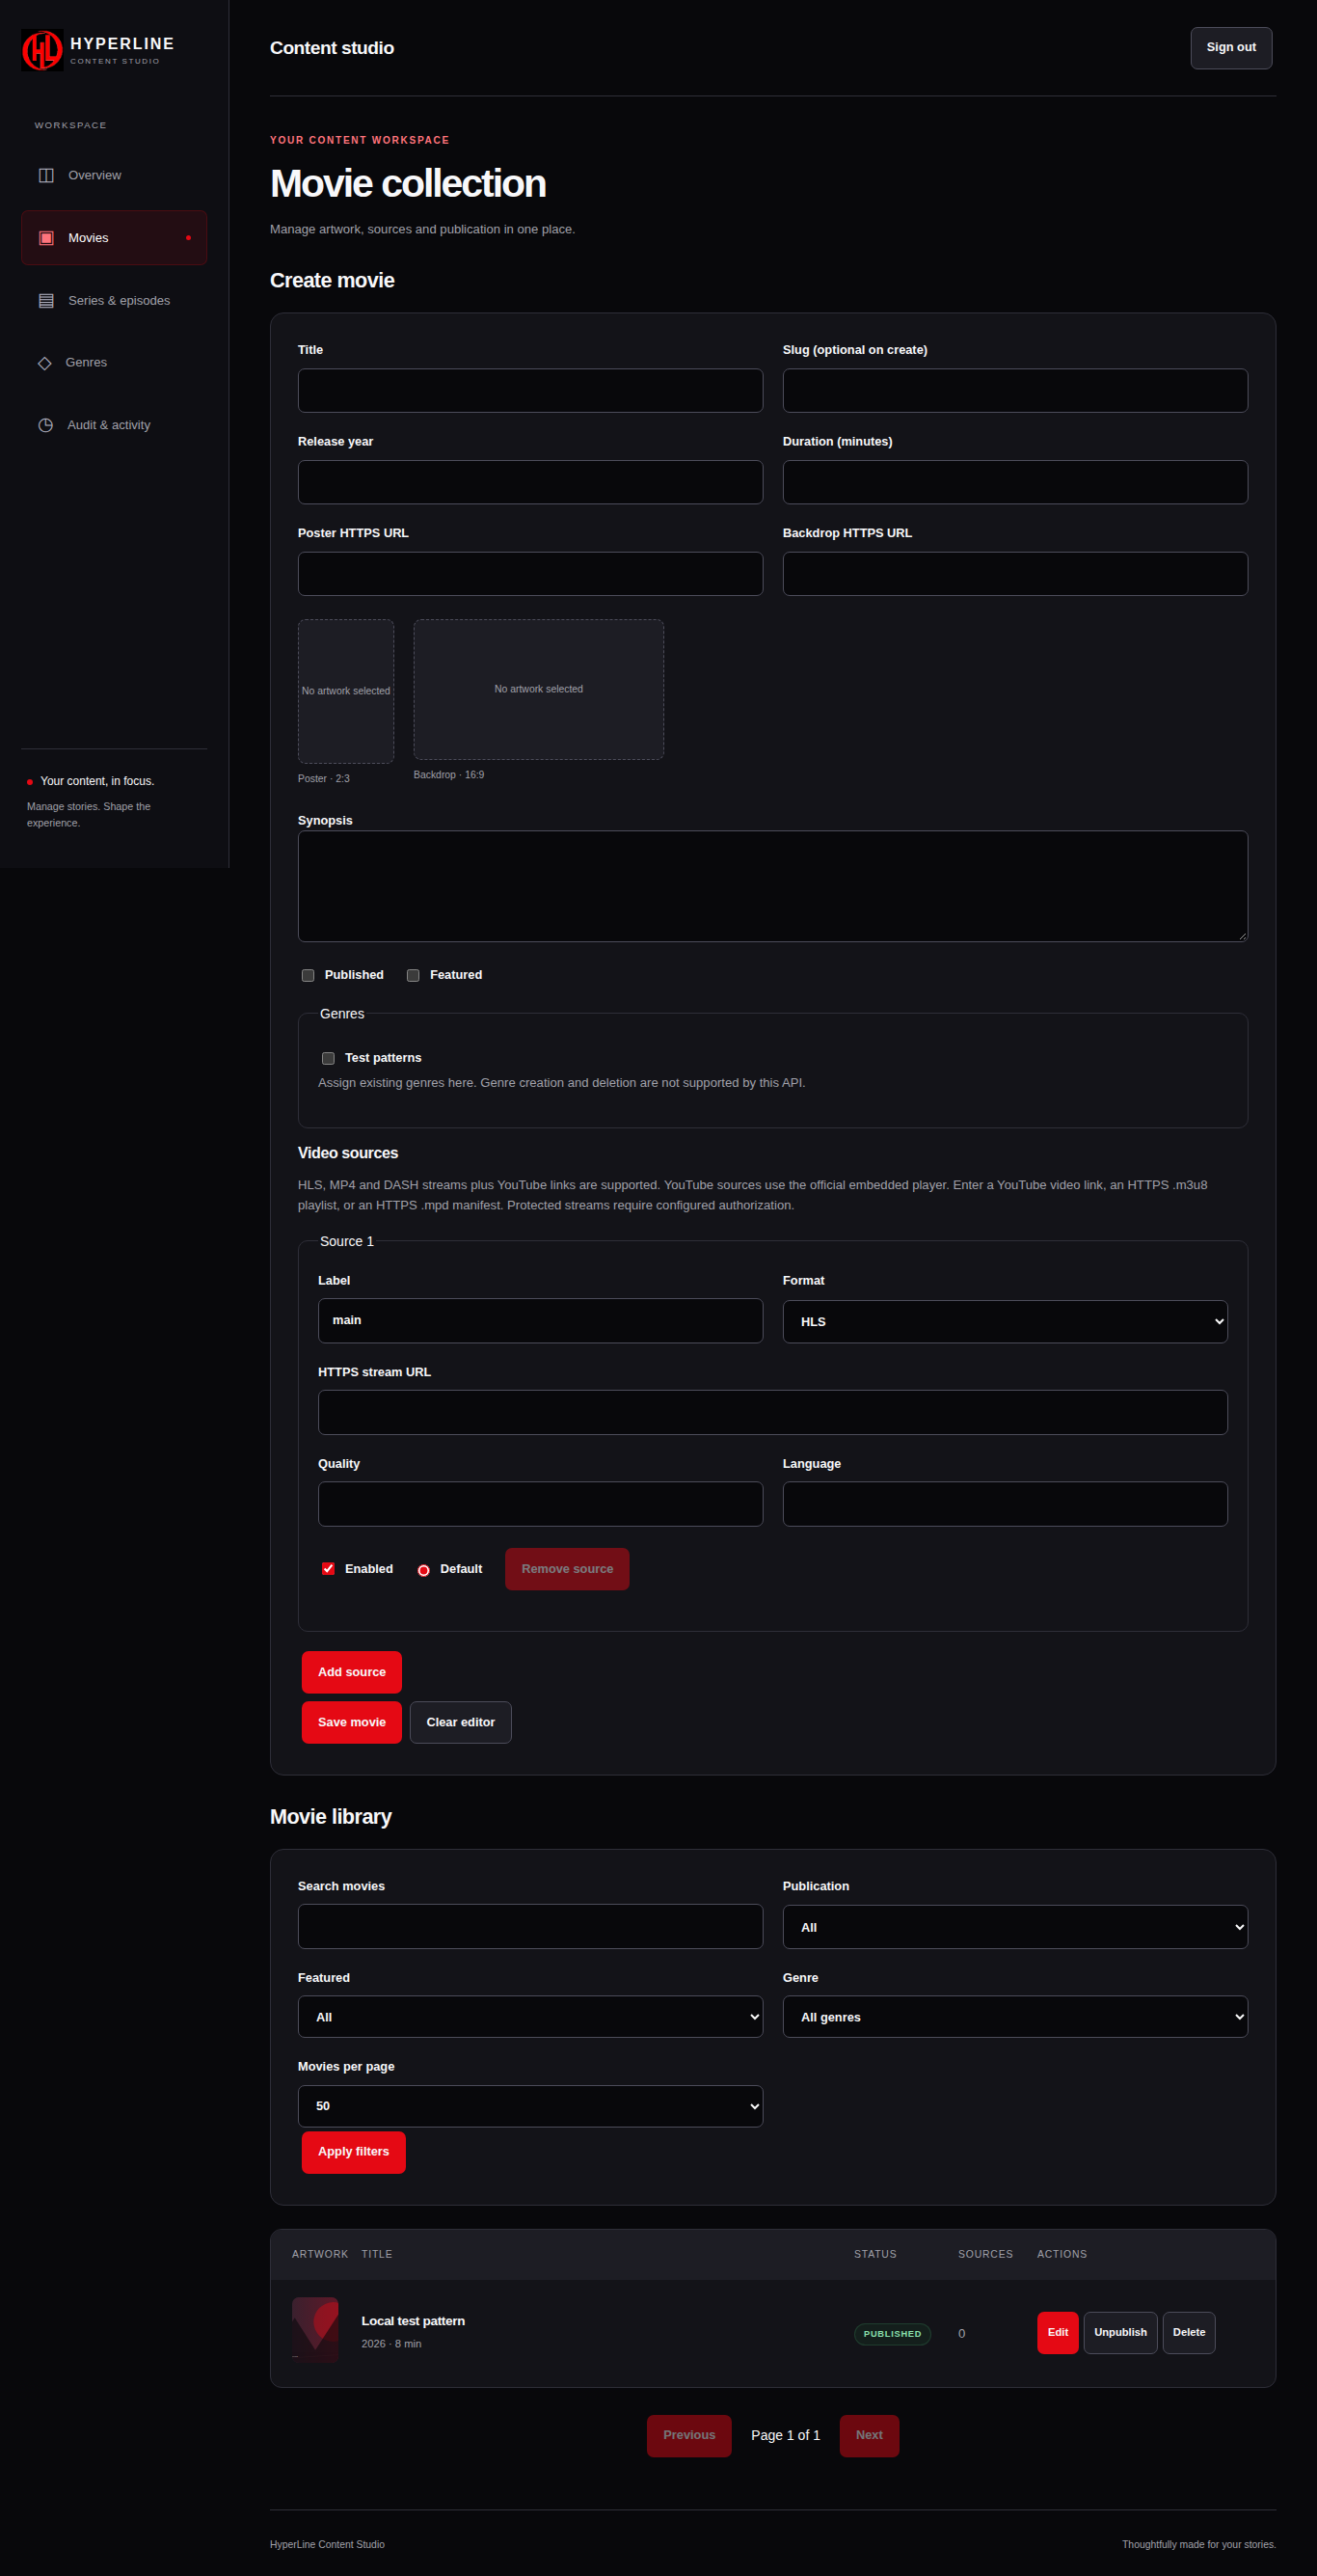 HYPERLINE
CONTENT STUDIO
WORKSPACE
Overview
Movies
Series & episodes
Genres
Audit & activity
Your content, in focus.
Manage stories. Shape the
experience.
Content studio
Sign out
YOUR CONTENT WORKSPACE
Movie collection
Manage artwork, sources and publication in one place.
Create movie
Title
Slug (optional on create)
Release year
Duration (minutes)
Poster HTTPS URL
Backdrop HTTPS URL
No artwork selected
No artwork selected
Poster · 2:3
Backdrop · 16:9
Synopsis
Published
Featured
Genres
Test patterns
Assign existing genres here. Genre creation and deletion are not supported by this API.
Video sources
HLS, MP4 and DASH streams plus YouTube links are supported. YouTube sources use the official embedded player. Enter a YouTube video link, an HTTPS .m3u8
playlist, or an HTTPS .mpd manifest. Protected streams require configured authorization.
Source 1
Label
Format
main
HLS
HTTPS stream URL
Quality
Language
Enabled
Default
Remove source
Add source
Save movie
Clear editor
Movie library
Search movies
Publication
All
Featured
Genre
All
All genres
Movies per page
50
Apply filters
ARTWORK
TITLE
STATUS
SOURCES
ACTIONS
Local test pattern
2026 · 8 min
PUBLISHED
0
Edit
Unpublish
Delete
Previous
Page 1 of 1
Next
HyperLine Content Studio
Thoughtfully made for your stories.